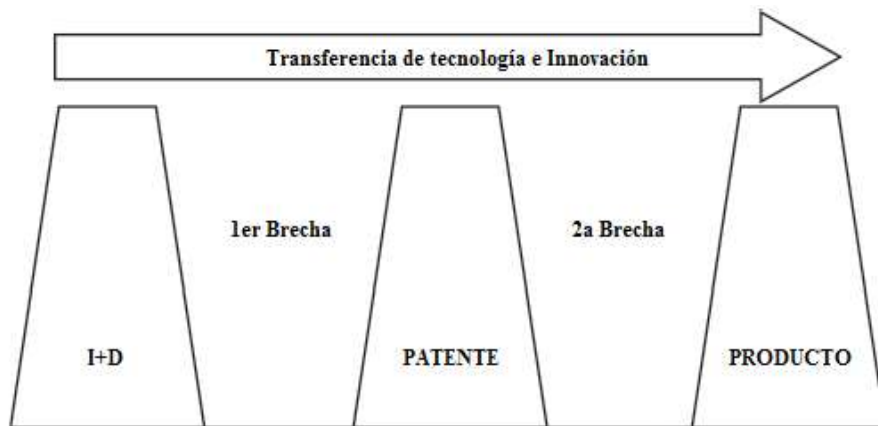 Transferencia de tecnología e Innovación
1er Brecha
2a Brecha
I+D
PATENTE
PRODUCTO